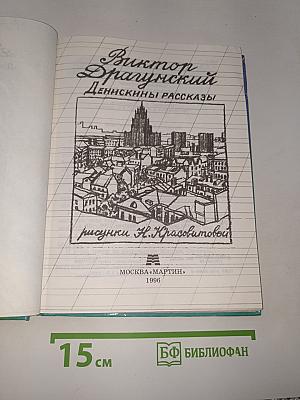 Виктор
Драгунский
Денискины рассказы
рисунки Н. Красовитовой
МОСКВА «МАРТИН»
1996
15 см
БФ БИБЛИОФАН